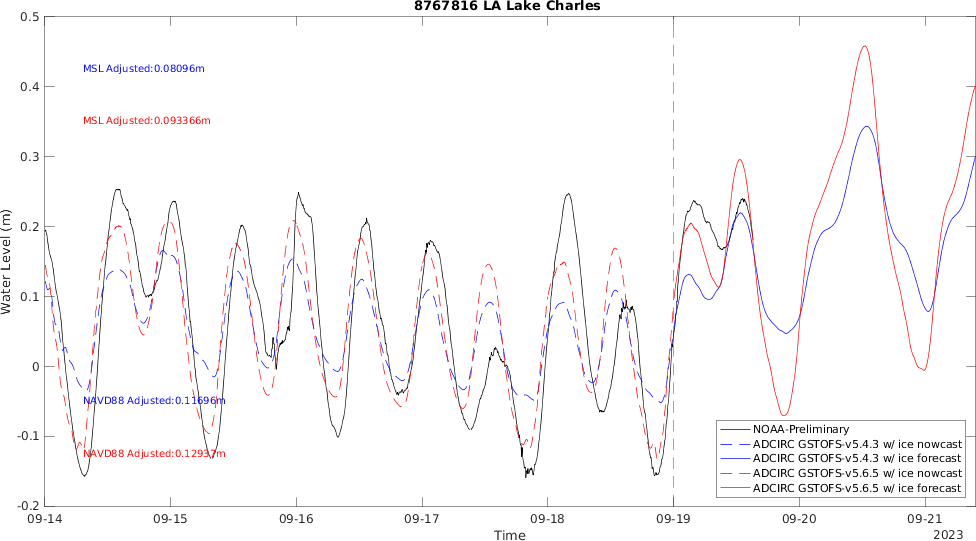 8767816 LA Lake Charles
0.5
0.4
0.3
0.2
0.1
0
-0.1
-0.2
Water Level (m)
MSL Adjusted:0.08096m
MSL Adjusted:0.093366m
NAVD88 Adjusted:0.11696m
NAVD88 Adjusted:0.12937m
NOAA-Preliminary
ADCIRC GSTOFS-v5.4.3 w/ ice nowcast
ADCIRC GSTOFS-v5.4.3 w/ ice forecast
ADCIRC GSTOFS-v5.6.5 w/ ice nowcast
ADCIRC GSTOFS-v5.6.5 w/ ice forecast
09-14 09-15 09-16 09-17 09-18 09-19 09-20 09-21
Time
2023